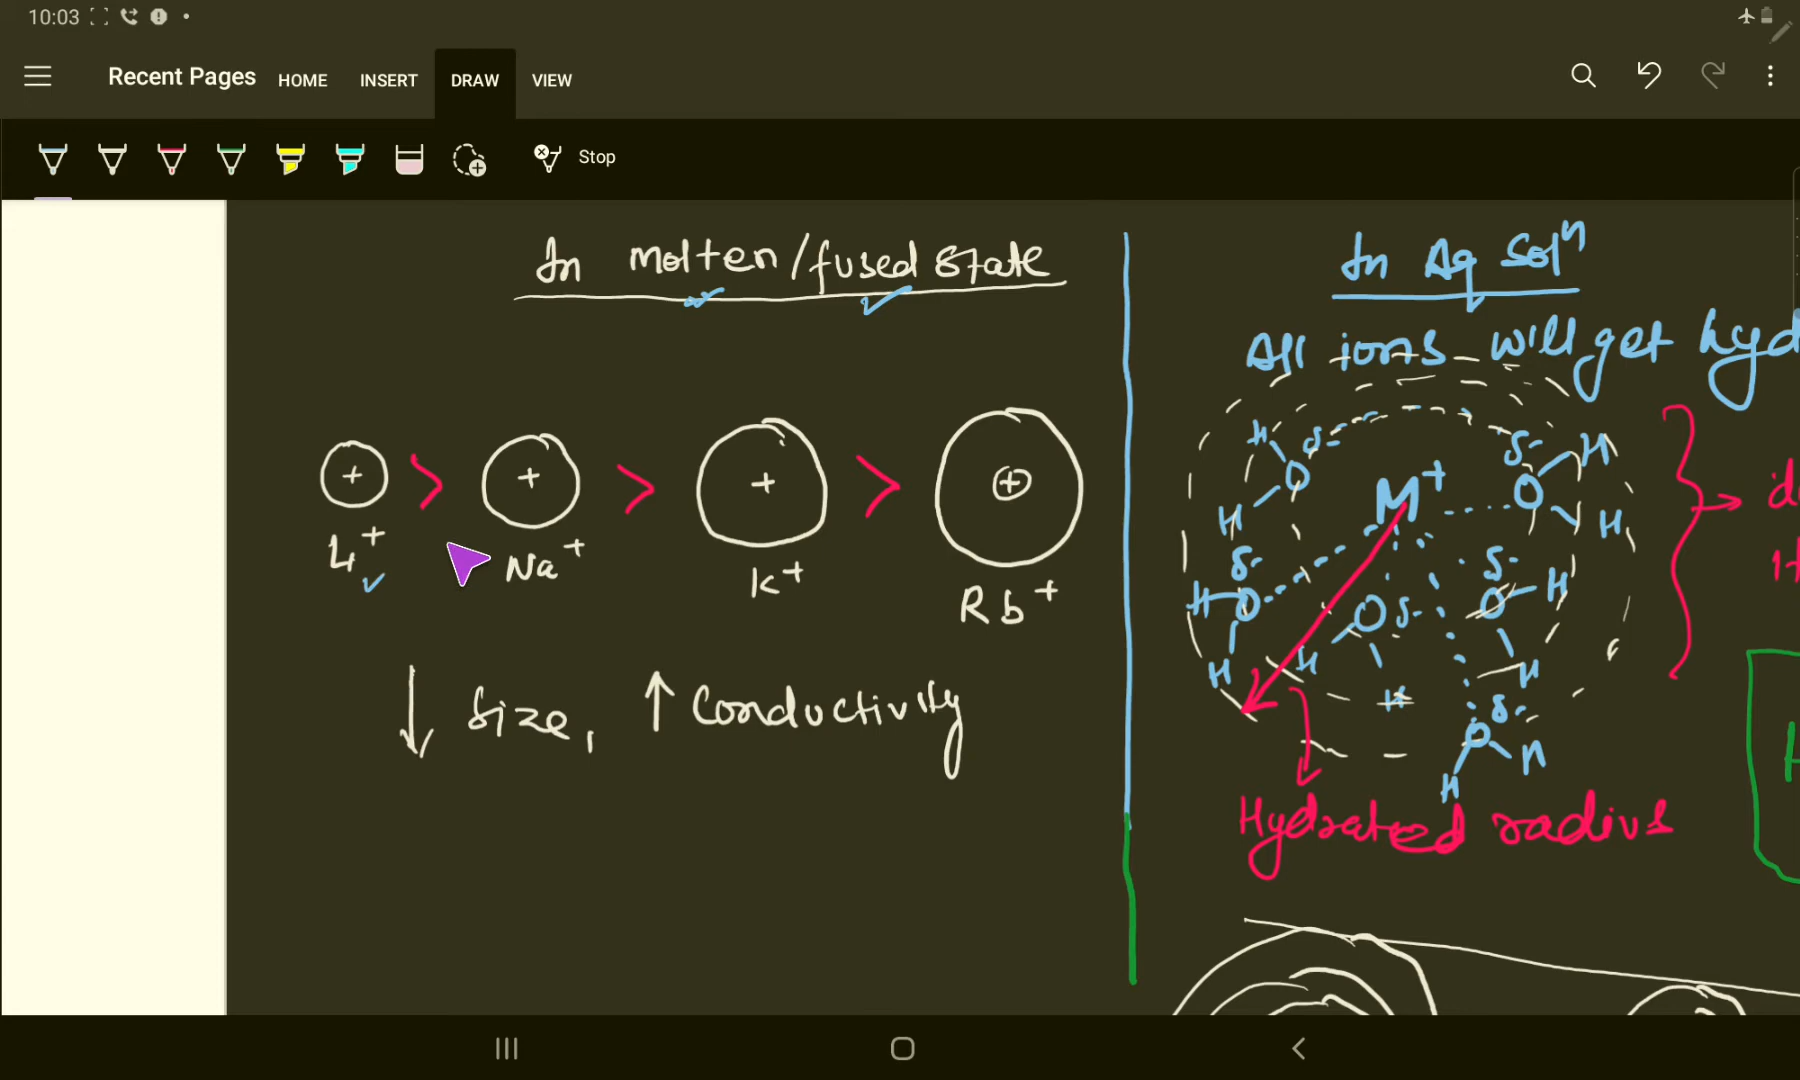 10:03
Recent Pages HOME INSERT DRAW VIEW
Stop
In molten/fused state
+ > + > + > +
Li+ Na+ K+ Rb+
↓ Size, ↑ Conductivity
In Aq Solⁿ
All ions will get hyd
H δ- δ- H
O M+ O
H H
δ- δ- H
H O O δ- O
H H H
H δ-
O H
H
Hydrated radius